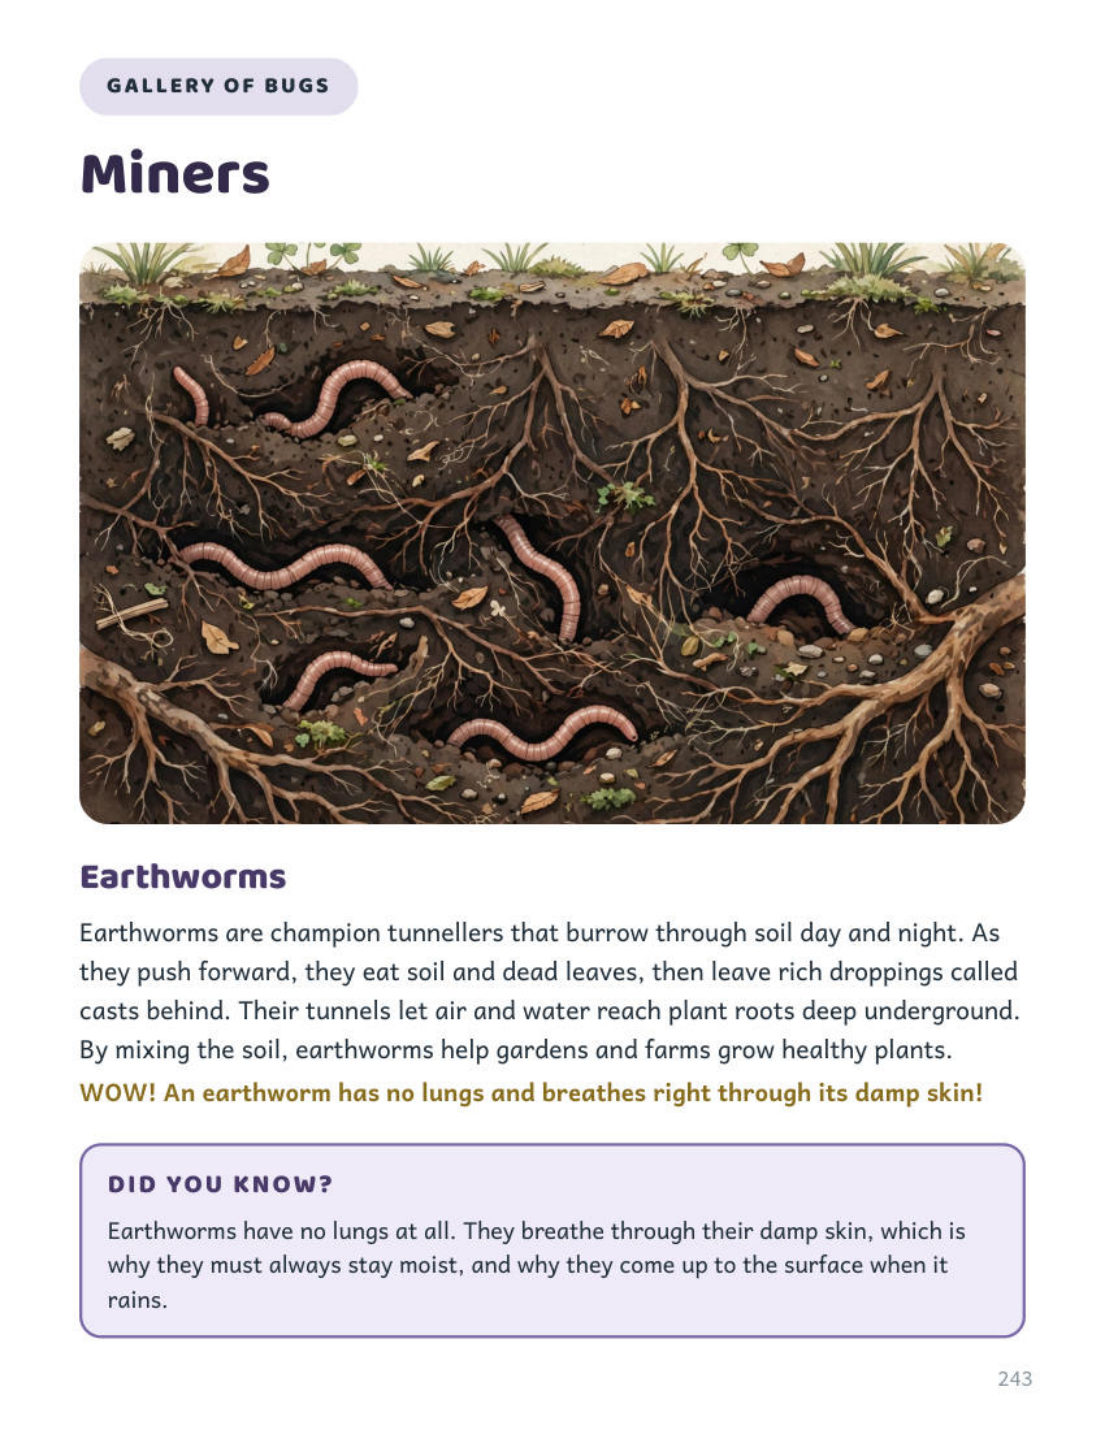 GALLERY OF BUGS
Miners
Earthworms
Earthworms are champion tunnellers that burrow through soil day and night. As
they push forward, they eat soil and dead leaves, then leave rich droppings called
casts behind. Their tunnels let air and water reach plant roots deep underground.
By mixing the soil, earthworms help gardens and farms grow healthy plants.
WOW! An earthworm has no lungs and breathes right through its damp skin!
DID YOU KNOW?
Earthworms have no lungs at all. They breathe through their damp skin, which is
why they must always stay moist, and why they come up to the surface when it
rains.
243